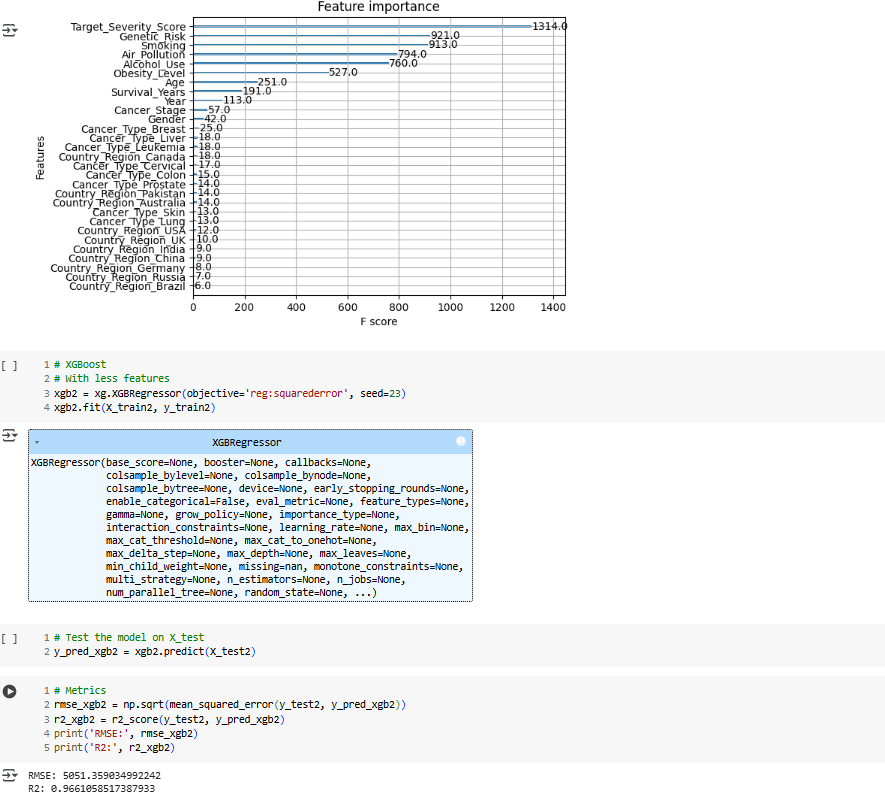 Feature importance
Target_Severity_Score 1314.0
Genetic_Risk 921.0
Smoking 913.0
Air_Pollution 794.0
Alcohol_Use 760.0
Obesity_Level 527.0
Age 251.0
Survival_Years 191.0
Year 113.0
Cancer_Stage 57.0
Gender 42.0
Cancer_Type_Breast 25.0
Cancer_Type_Liver 18.0
Cancer_Type_Leukemia 18.0
Country_Region_Canada 18.0
Cancer_Type_Cervical 17.0
Cancer_Type_Colon 15.0
Cancer_Type_Prostate 14.0
Country_Region_Pakistan 14.0
Country_Region_Australia 14.0
Cancer_Type_Skin 13.0
Cancer_Type_Lung 13.0
Country_Region_USA 12.0
Country_Region_UK 10.0
Country_Region_India 9.0
Country_Region_China 9.0
Country_Region_Germany 8.0
Country_Region_Russia 7.0
Country_Region_Brazil 6.0
Features
0 200 400 600 800 1000 1200 1400
F score
[ ] 1 # XGBoost
2 # With less features
3 xgb2 = xg.XGBRegressor(objective='reg:squarederror', seed=23)
4 xgb2.fit(X_train2, y_train2)
XGBRegressor
XGBRegressor(base_score=None, booster=None, callbacks=None,
colsample_bylevel=None, colsample_bynode=None,
colsample_bytree=None, device=None, early_stopping_rounds=None,
enable_categorical=False, eval_metric=None, feature_types=None,
gamma=None, grow_policy=None, importance_type=None,
interaction_constraints=None, learning_rate=None, max_bin=None,
max_cat_threshold=None, max_cat_to_onehot=None,
max_delta_step=None, max_depth=None, max_leaves=None,
min_child_weight=None, missing=nan, monotone_constraints=None,
multi_strategy=None, n_estimators=None, n_jobs=None,
num_parallel_tree=None, random_state=None, ...)
[ ] 1 # Test the model on X_test
2 y_pred_xgb2 = xgb2.predict(X_test2)
1 # Metrics
2 rmse_xgb2 = np.sqrt(mean_squared_error(y_test2, y_pred_xgb2))
3 r2_xgb2 = r2_score(y_test2, y_pred_xgb2)
4 print('RMSE:', rmse_xgb2)
5 print('R2:', r2_xgb2)
RMSE: 5051.359034992242
R2: 0.9661058517387933